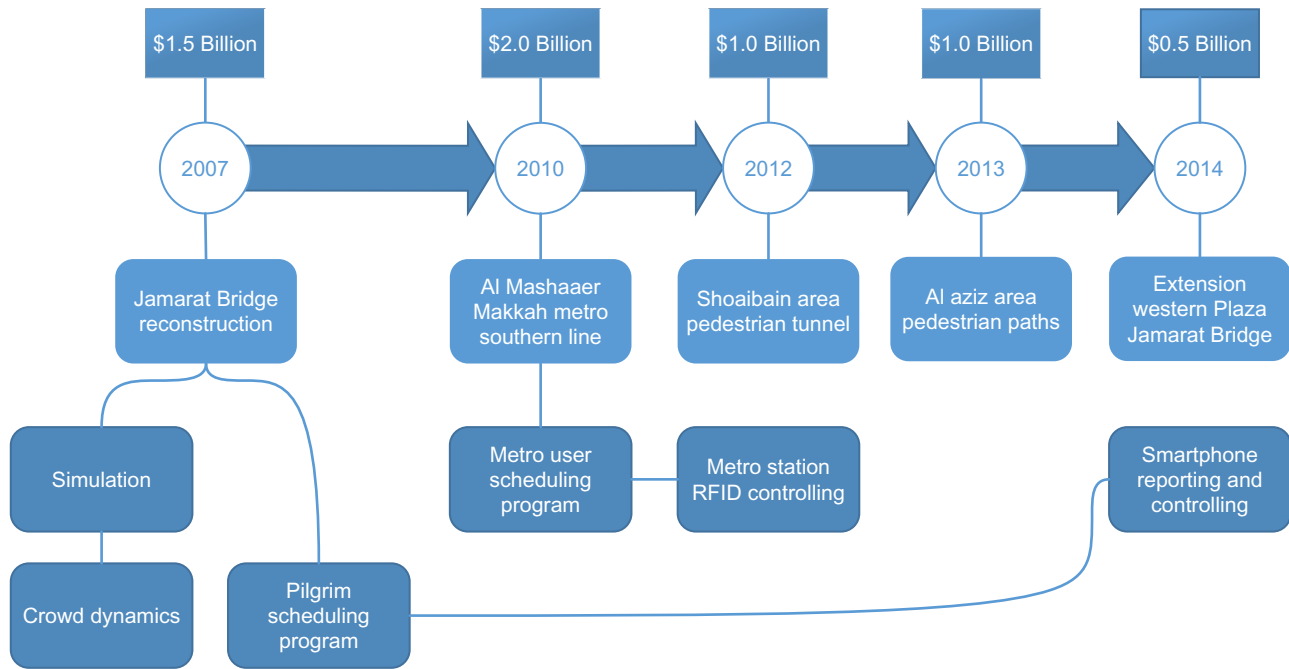 $1.5 Billion
$2.0 Billion
$1.0 Billion
$1.0 Billion
$0.5 Billion
2007
2010
2012
2013
2014
Jamarat Bridge
reconstruction
Al Mashaaer
Makkah metro
southern line
Shoaibain area
pedestrian tunnel
Al aziz area
pedestrian paths
Extension
western Plaza
Jamarat Bridge
Simulation
Metro user
scheduling
program
Metro station
RFID controlling
Smartphone
reporting and
controlling
Crowd dynamics
Pilgrim
scheduling
program